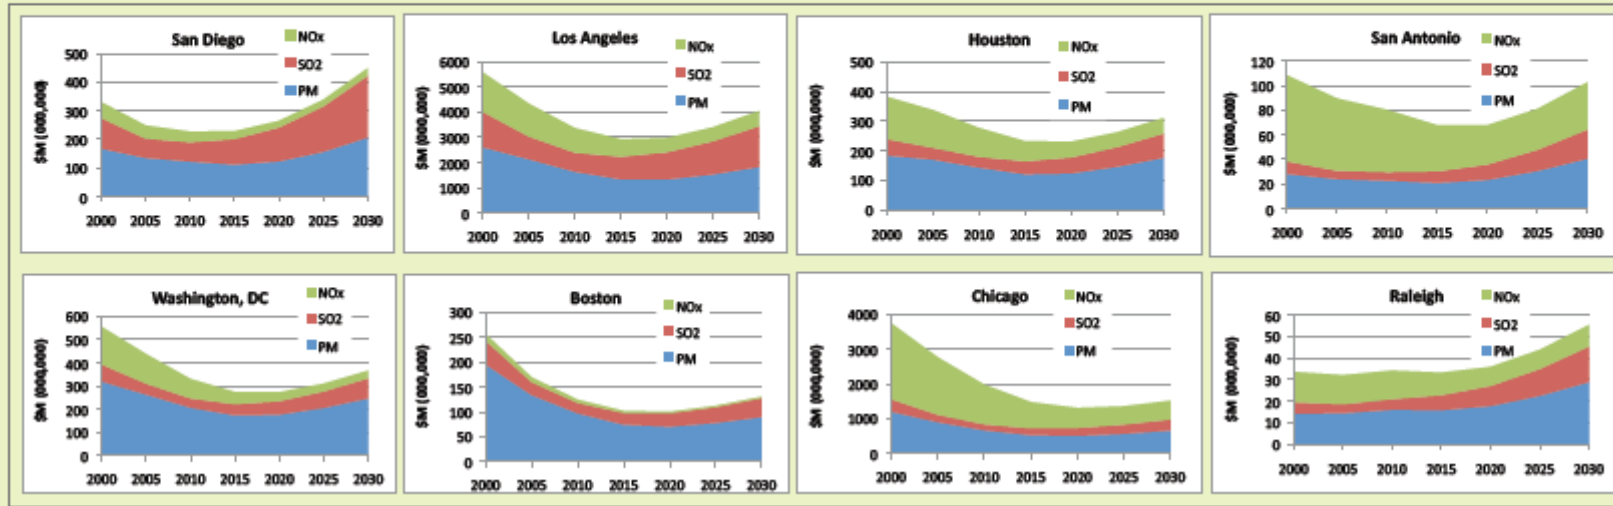 San Diego
NOx
SO2
PM
$M (000,000)
500
400
300
200
100
0
2000 2005 2010 2015 2020 2025 2030
Los Angeles
NOx
SO2
PM
6000
5000
4000
3000
2000
1000
0
2000 2005 2010 2015 2020 2025 2030
Houston
NOx
SO2
PM
$M (000,000)
500
400
300
200
100
0
2000 2005 2010 2015 2020 2025 2030
San Antonio
NOx
SO2
PM
$M (000,000)
120
100
80
60
40
20
0
2000 2005 2010 2015 2020 2025 2030
Washington, DC
NOx
SO2
PM
$M (000,000)
600
500
400
300
200
100
0
2000 2005 2010 2015 2020 2025 2030
Boston
NOx
SO2
PM
$M (000,000)
300
250
200
150
100
50
0
2000 2005 2010 2015 2020 2025 2030
Chicago
NOx
SO2
PM
$M (000,000)
4000
3000
2000
1000
0
2000 2005 2010 2015 2020 2025 2030
Raleigh
NOx
SO2
PM
$M (000,000)
60
50
40
30
20
10
0
2000 2005 2010 2015 2020 2025 2030